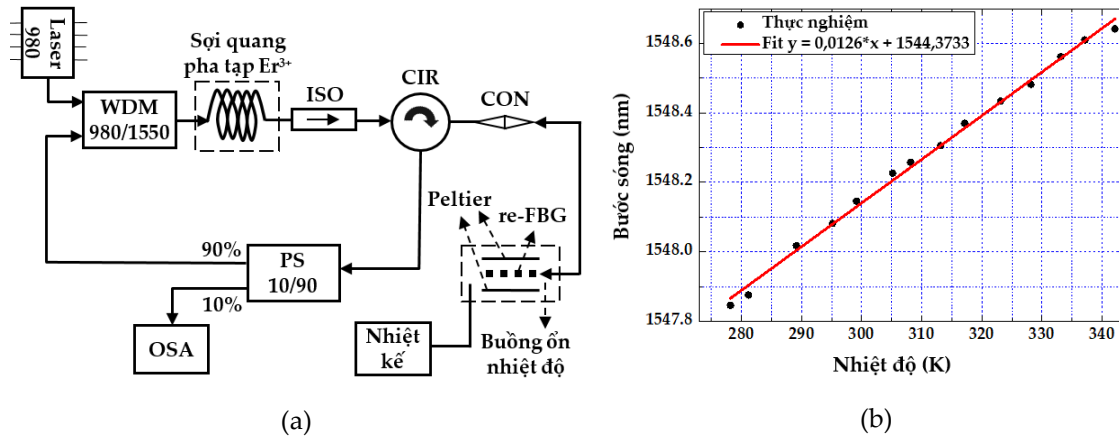 Laser
980
Sợi quang
pha tạp Er³⁺
WDM
980/1550
ISO
CIR
CON
Peltier
re-FBG
90%
PS
10/90
10%
OSA
Nhiệt
kế
Buồng ổn
nhiệt độ
(a)
Thực nghiệm
Fit y = 0,0126*x + 1544,3733
Bước sóng (nm)
1548.6
1548.4
1548.2
1548.0
1547.8
280 290 300 310 320 330 340
Nhiệt độ (K)
(b)